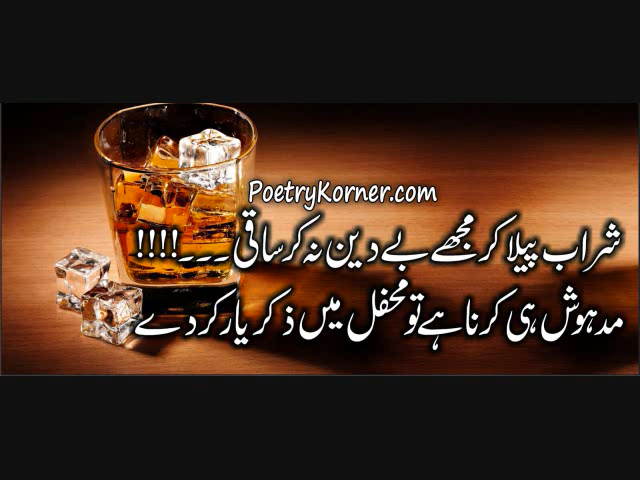 PoetryKorner.com
شراب پیلا کر مجھے بے دین نہ کر ساقی ۔۔۔!!!!
مدہوش ہی کرنا ہے تو محفل میں ذکر یار کر دے